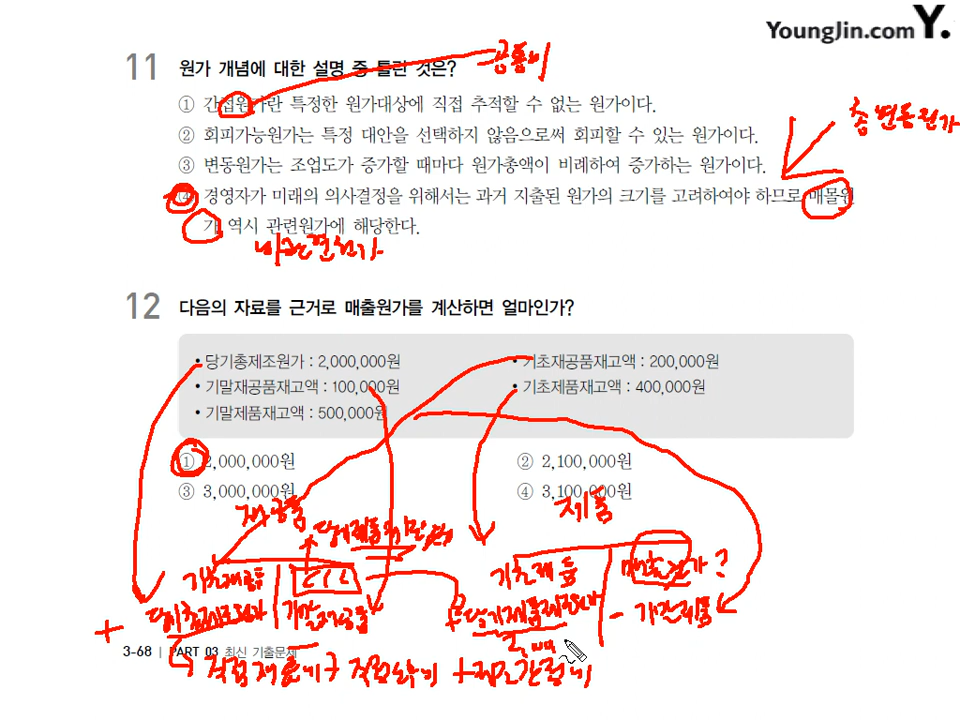 YoungJin.com Y.
11 원가 개념에 대한 설명 중 틀린 것은?
공통비
① 간접원가란 특정한 원가대상에 직접 추적할 수 없는 원가이다.
총변동원가
② 회피가능원가는 특정 대안을 선택하지 않음으로써 회피할 수 있는 원가이다.
③ 변동원가는 조업도가 증가할 때마다 원가총액이 비례하여 증가하는 원가이다.
④ 경영자가 미래의 의사결정을 위해서는 과거 지출된 원가의 크기를 고려하여야 하므로 매몰원
가 역시 관련원가에 해당한다.
비관련원가
12 다음의 자료를 근거로 매출원가를 계산하면 얼마인가?
• 당기총제조원가 : 2,000,000원 • 기초재공품재고액 : 200,000원
• 기말재공품재고액 : 100,000원 • 기초제품재고액 : 400,000원
• 기말제품재고액 : 500,000원
① 2,000,000원 ② 2,100,000원
③ 3,000,000원 ④ 3,100,000원
재공품 제품
당기제품제조원가
기초재공품 기초제품 매출원가 ?
+ 당기총제조원가 기말재공품 + 당기제품제조원가 - 기말제품
3-68 | PART 03 최신 기출문제
직접재료비 + 직접노무비 + 제조간접비